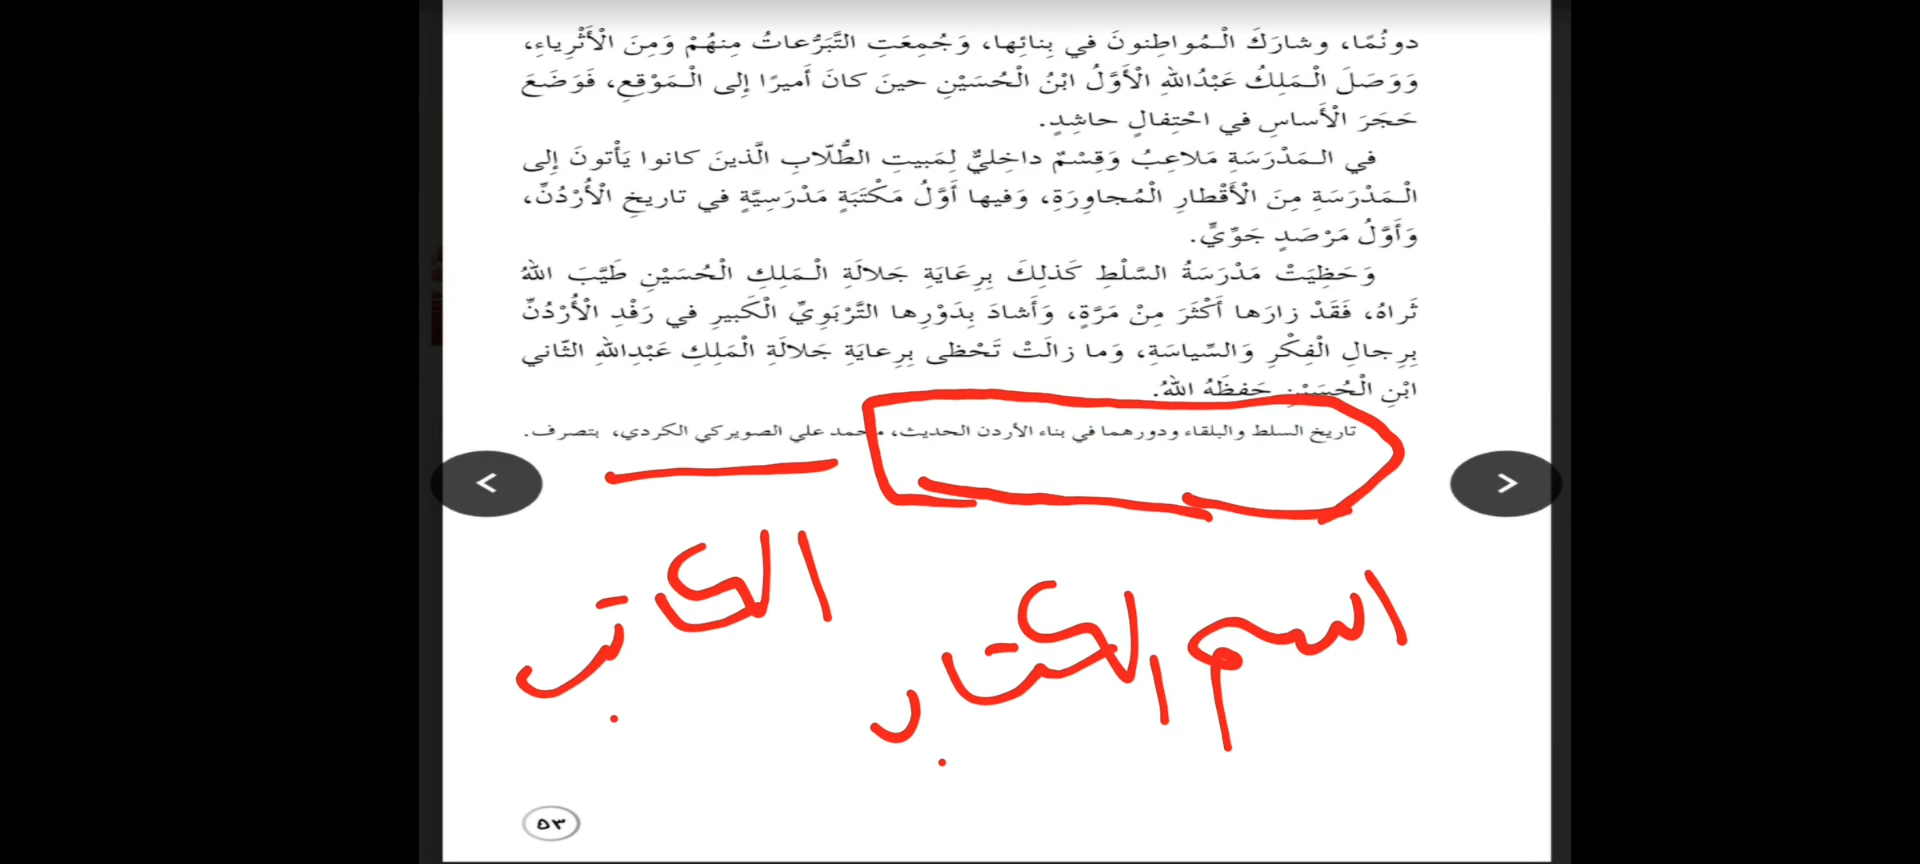 دونُمًا، وشارَكَ الْـمُواطِنونَ في بِنائِها، وَجُمِعَتِ التَّبَرُّعاتُ مِنهُمْ وَمِنَ الْأَثْرِياءِ،
وَوَصَلَ الْـمَلِكُ عَبْدُاللهِ الْأَوَّلُ ابْنُ الْحُسَيْنِ حينَ كانَ أَميرًا إِلى الْـمَوْقِعِ، فَوَضَعَ
حَجَرَ الْأَساسِ في احْتِفالٍ حاشِدٍ.
في الـمَدْرَسَةِ مَلاعِبُ وَقِسْمٌ داخِليٌّ لِمَبيتِ الطُّلّابِ الَّذينَ كانوا يَأْتونَ إِلى
الْـمَدْرَسَةِ مِنَ الْأَقْطارِ الْمُجاوِرَةِ، وَفيها أَوَّلُ مَكْتَبَةٍ مَدْرَسِيَّةٍ في تاريخِ الْأُرْدُنِّ،
وَأَوَّلُ مَرْصَدٍ جَوِّيٍّ.
وَحَظِيَتْ مَدْرَسَةُ السَّلْطِ كَذلِكَ بِرِعَايَةِ جَلالَةِ الْـمَلِكِ الْحُسَيْنِ طَيَّبَ اللهُ
ثَراهُ، فَقَدْ زارَها أَكْثَرَ مِنْ مَرَّةٍ، وَأَشادَ بِدَوْرِها التَّرْبَوِيِّ الْكَبيرِ في رَفْدِ الْأُرْدُنِّ
بِرِجالِ الْفِكْرِ وَالسِّياسَةِ، وَما زالَتْ تَحْظى بِرِعايَةِ جَلالَةِ الْمَلِكِ عَبْدِاللهِ الثّاني
ابْنِ الْحُسَيْنِ حَفِظَهُ اللهُ.
تاريخ السلط والبلقاء ودورهما في بناء الأردن الحديث، محمد علي الصويركي الكردي، بتصرف.
اسم الكتاب الكاتب
٥٣